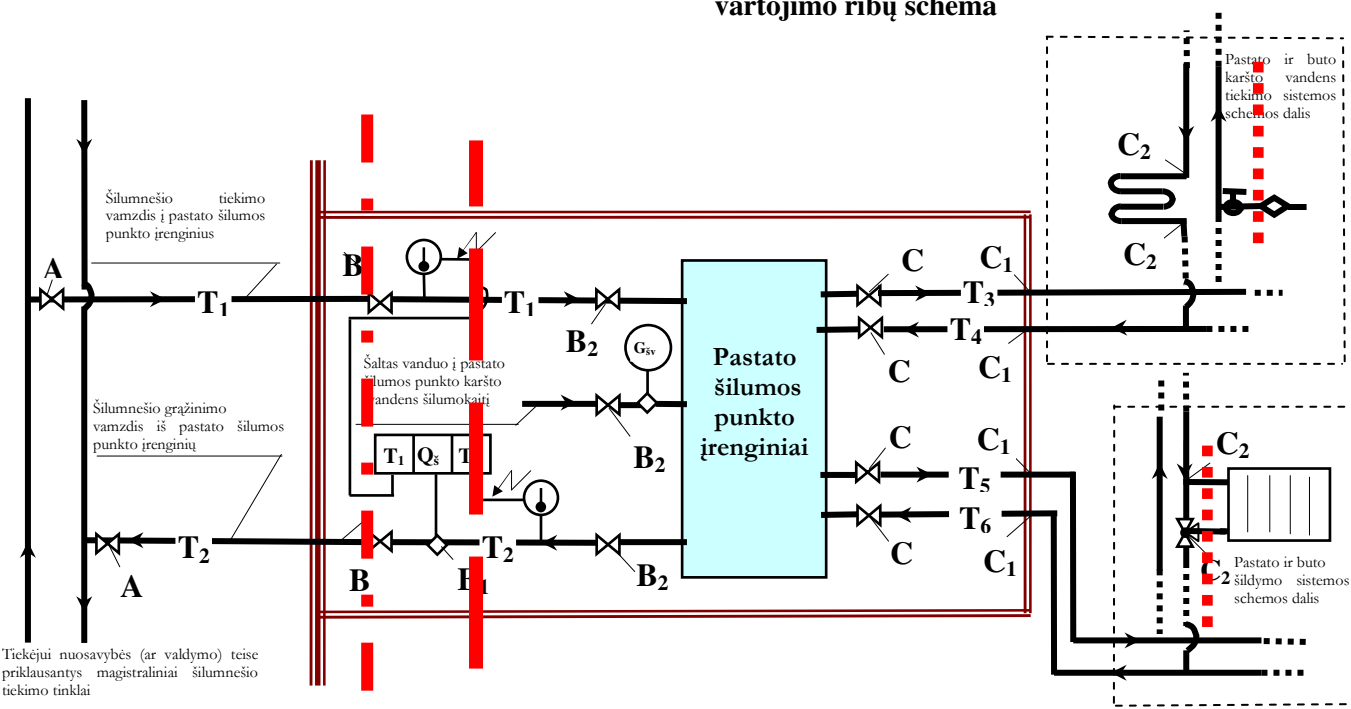 vartojimo ribų schema
Pastato ir buto
karšto vandens
tiekimo sistemos
schemos dalis
C2
C2
Šilumnešio tiekimo
vamzdis į pastato šilumos
punkto įrenginius
A
B
C
C1
T1
T1
T3
B2
Gšv
T4
C
C1
Šaltas vanduo į pastato
šilumos punkto karšto
vandens šilumokaitį
Pastato
šilumos
punkto
įrenginiai
Šilumnešio grąžinimo
vamzdis iš pastato šilumos
punkto įrenginių
T1 Qš T
B2
C
C1
T5
C2
T2
T2
T6
A
B
B1
B2
C
C1
C2
Pastato ir buto
šildymo sistemos
schemos dalis
Tiekėjui nuosavybės (ar valdymo) teise
priklausantys magistraliniai šilumnešio
tiekimo tinklai